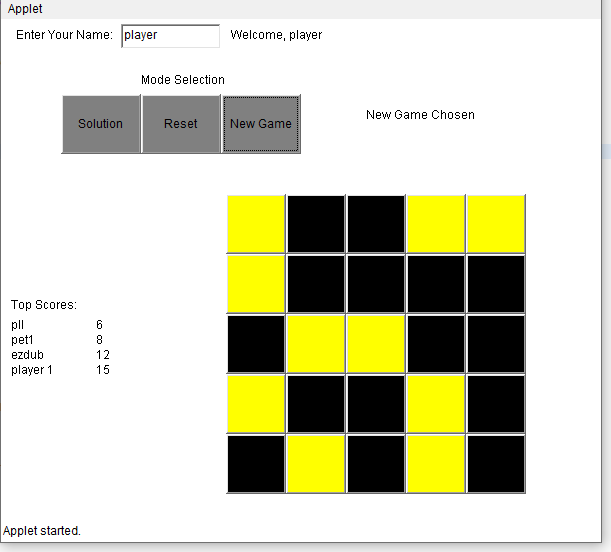 Applet
Enter Your Name: player Welcome, player
Mode Selection
Solution Reset New Game
New Game Chosen
Top Scores:
pll 6
pet1 8
ezdub 12
player 1 15
Applet started.